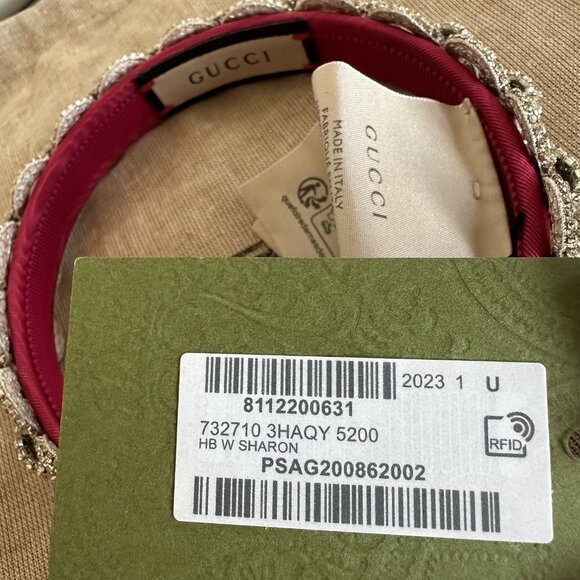 GUCCI
GUCCI
MADE IN ITALY
2023 1 U
8112200631
732710 3HAQY 5200
HB W SHARON
RFID
PSAG200862002